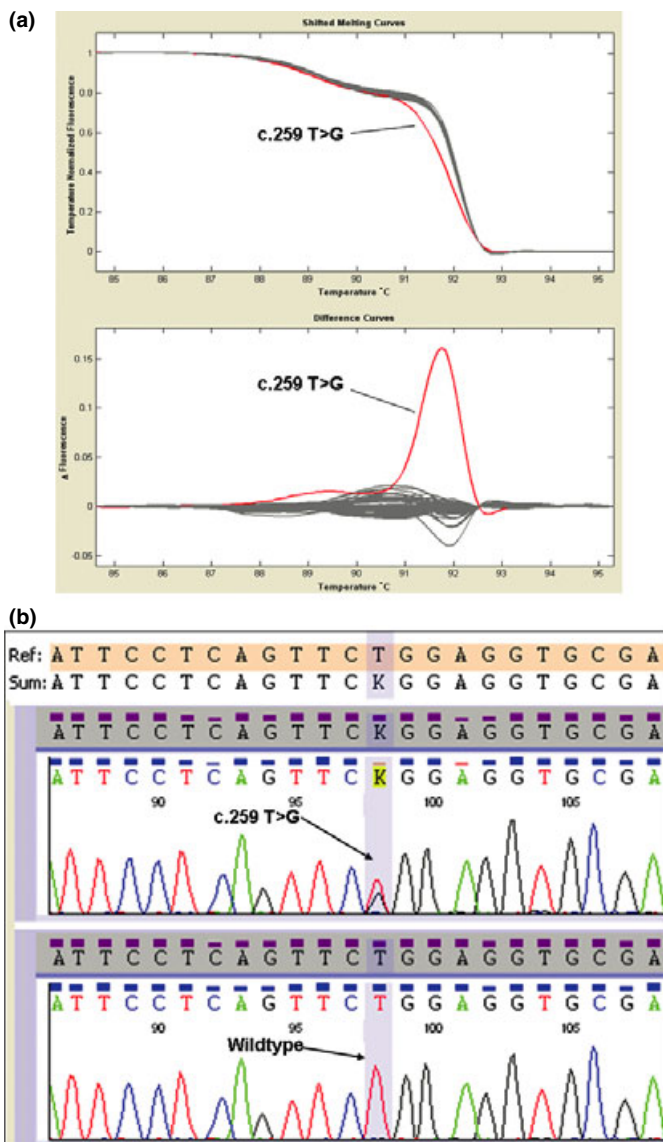 (a)
Shifted Melting Curves
Temperature Normalized Fluorescence
1
0.8
0.6
0.4
0.2
0
c.259 T>G
85 86 87 88 89 90 91 92 93 94 95
Temperature °C
Difference Curves
Δ Fluorescence
0.15
0.1
0.05
0
-0.05
c.259 T>G
85 86 87 88 89 90 91 92 93 94 95
Temperature °C
(b)
Ref: A T T C C T C A G T T C T G G A G G T G C G A
Sum: A T T C C T C A G T T C K G G A G G T G C G A
A T T C C T C A G T T C K G G A G G T G C G A
A T T C C T C A G T T C K G G A G G T G C G A
90 95 100 105
c.259 T>G
A T T C C T C A G T T C T G G A G G T G C G A
A T T C C T C A G T T C T G G A G G T G C G A
90 95 100 105
Wildtype